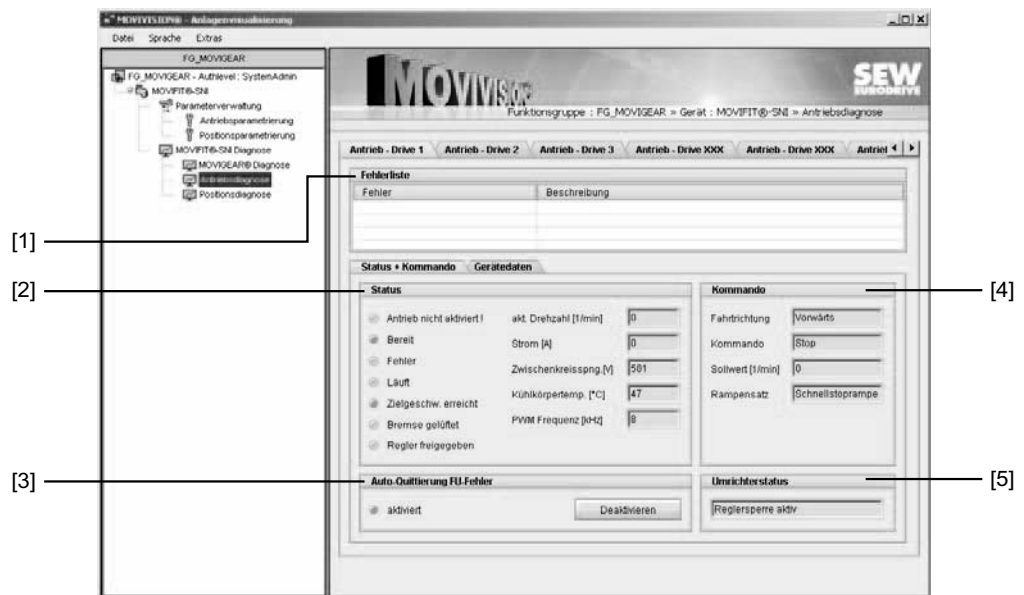 MOVIVISION® - Anlagenvisualisierung
Datei Sprache Extras
FG_MOVIGEAR
FG_MOVIGEAR - Authlevel : SystemAdmin
MOVIFIT®-SNI
Parameterverwaltung
Antriebsparametrierung
Positionsparametrierung
MOVIFIT®-SNI Diagnose
MOVIGEAR® Diagnose
Antriebsdiagnose
Positionsdiagnose
MOVIVISION®
SEW
EURODRIVE
Funktionsgruppe : FG_MOVIGEAR » Gerät : MOVIFIT®-SNI » Antriebsdiagnose
Antrieb - Drive 1 Antrieb - Drive 2 Antrieb - Drive 3 Antrieb - Drive XXX Antrieb - Drive XXX Antriel
[1]
Fehlerliste
Fehler Beschreibung
Status + Kommando Gerätedaten
[2]
Status
Antrieb nicht aktiviert !
Bereit
Fehler
Läuft
Zielgeschw. erreicht
Bremse gelüftet
Regler freigegeben
akt. Drehzahl [1/min] 0
Strom [A] 0
Zwischenkreisspng.[V] 581
Kühlkörpertemp. [°C] 47
PWM Frequenz [kHz] 8
Kommando
[4]
Fahrtrichtung Vorwärts
Kommando Stop
Sollwert [1/min] 0
Rampensatz Schnellstoprampe
[3]
Auto-Quittierung FU-Fehler
aktiviert Deaktivieren
Umrichterstatus
[5]
Reglersperre aktiv